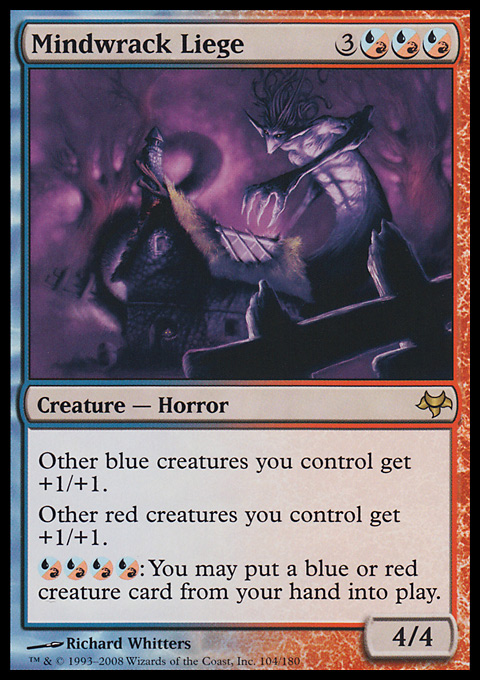 Mindwrack Liege 3
Creature — Horror
Other blue creatures you control get
+1/+1.
Other red creatures you control get
+1/+1.
: You may put a blue or red
creature card from your hand into play.
Richard Whitters
4/4
™ & © 1993–2008 Wizards of the Coast, Inc. 104/180